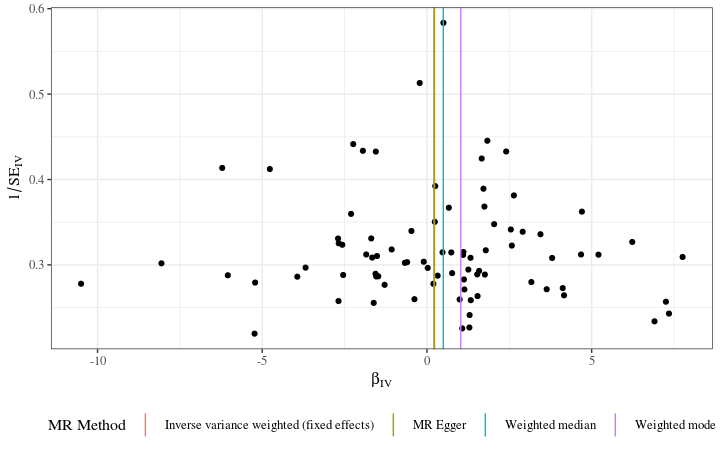 0.6
0.5
0.4
0.3
1/SE_IV
-10
-5
0
5
β_IV
MR Method
Inverse variance weighted (fixed effects)
MR Egger
Weighted median
Weighted mode